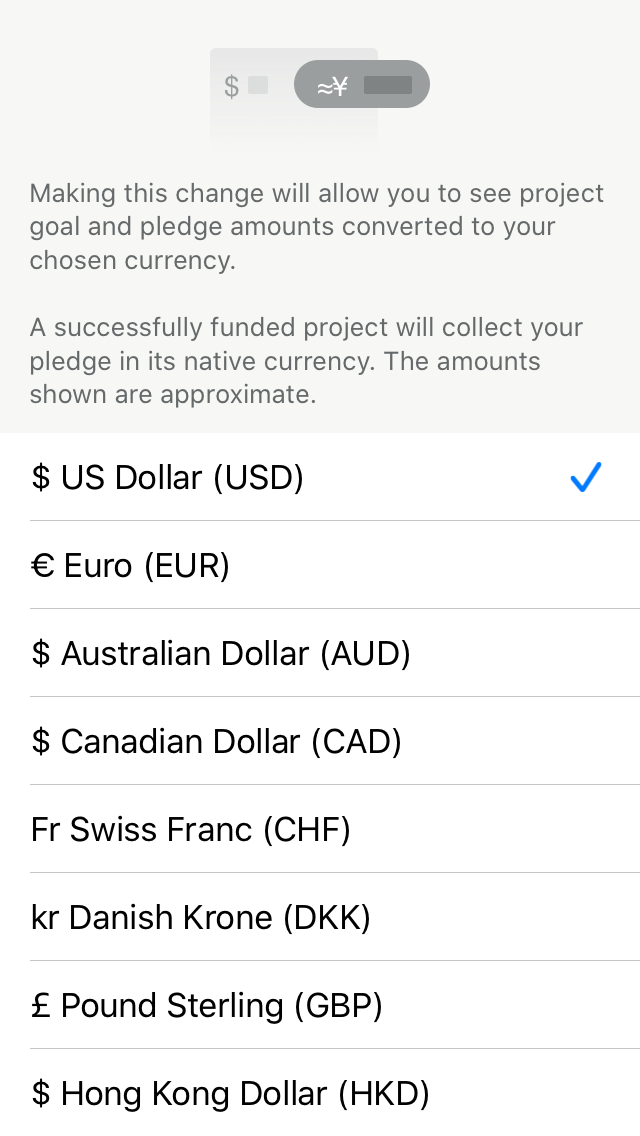 $ ≈¥
Making this change will allow you to see project
goal and pledge amounts converted to your
chosen currency.
A successfully funded project will collect your
pledge in its native currency. The amounts
shown are approximate.
$ US Dollar (USD)
€ Euro (EUR)
$ Australian Dollar (AUD)
$ Canadian Dollar (CAD)
Fr Swiss Franc (CHF)
kr Danish Krone (DKK)
£ Pound Sterling (GBP)
$ Hong Kong Dollar (HKD)